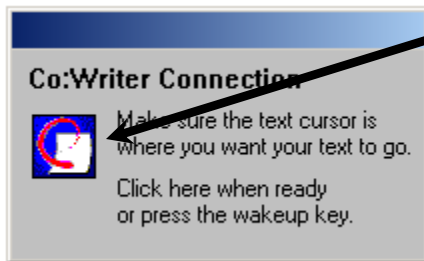 Co:Writer Connection
Make sure the text cursor is
where you want your text to go.
Click here when ready
or press the wakeup key.